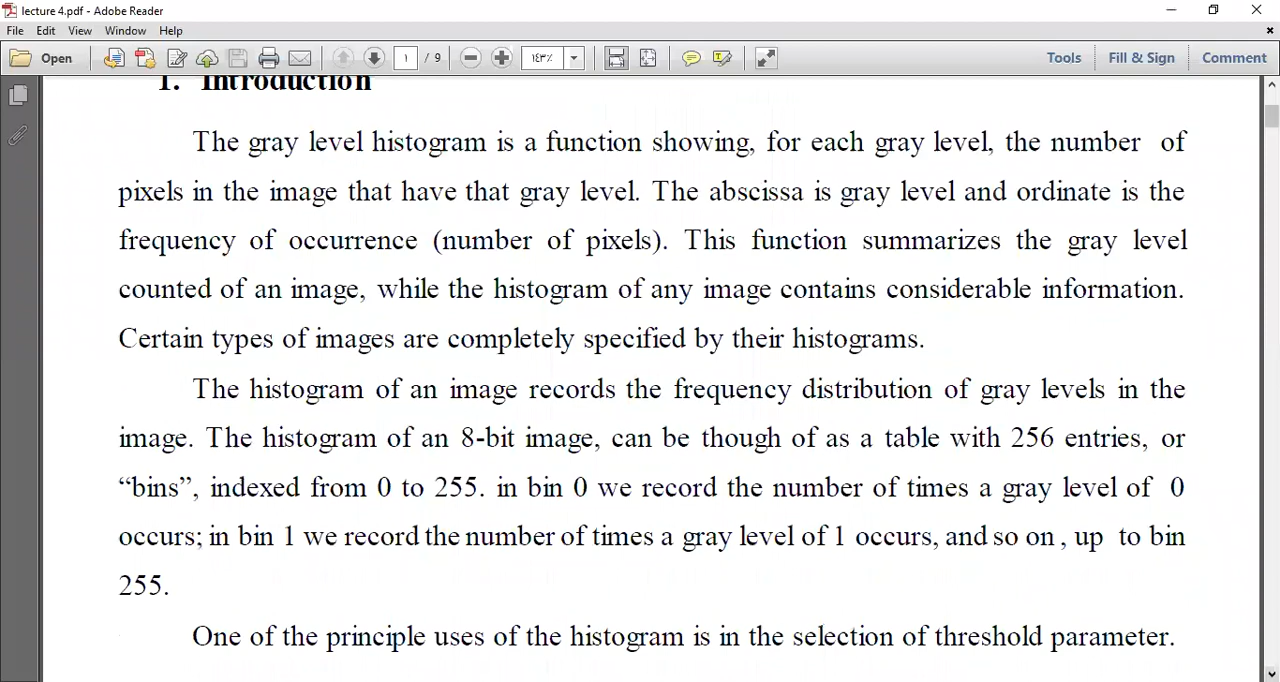 lecture 4.pdf - Adobe Reader
File Edit View Window Help
Open ١ / 9 ١٤٣٪ Tools Fill & Sign Comment
1. Introduction
The gray level histogram is a function showing, for each gray level, the number of
pixels in the image that have that gray level. The abscissa is gray level and ordinate is the
frequency of occurrence (number of pixels). This function summarizes the gray level
counted of an image, while the histogram of any image contains considerable information.
Certain types of images are completely specified by their histograms.
The histogram of an image records the frequency distribution of gray levels in the
image. The histogram of an 8-bit image, can be though of as a table with 256 entries, or
“bins”, indexed from 0 to 255. in bin 0 we record the number of times a gray level of 0
occurs; in bin 1 we record the number of times a gray level of 1 occurs, and so on , up to bin
255.
One of the principle uses of the histogram is in the selection of threshold parameter.